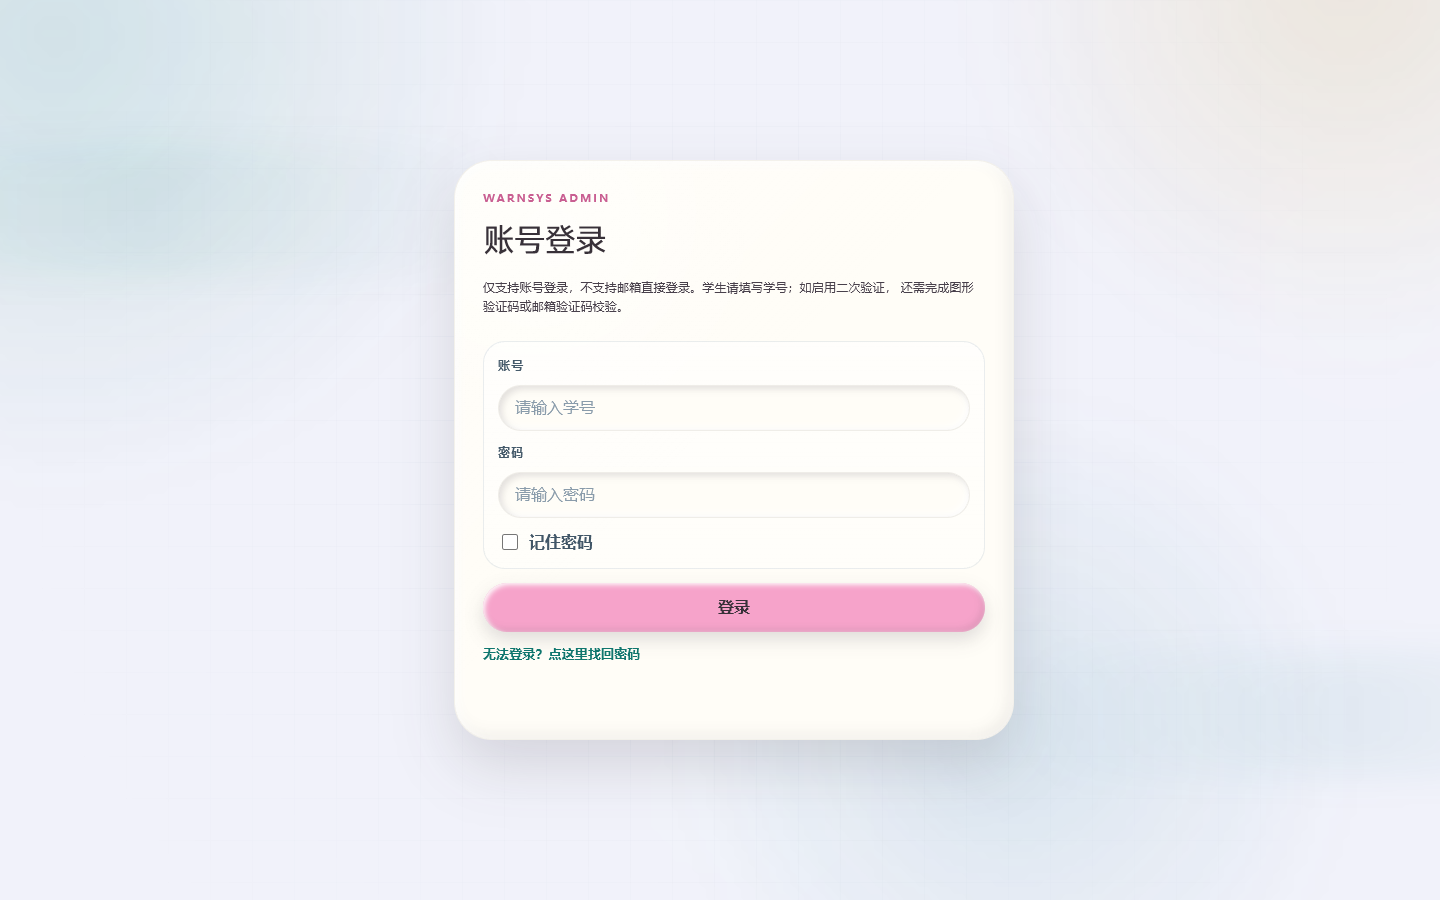 WARNSYS ADMIN
账号登录
仅支持账号登录，不支持邮箱直接登录。学生请填写学号；如启用二次验证， 还需完成图形
验证码或邮箱验证码校验。
账号
请输入学号
密码
请输入密码
记住密码
登录
无法登录？点这里找回密码